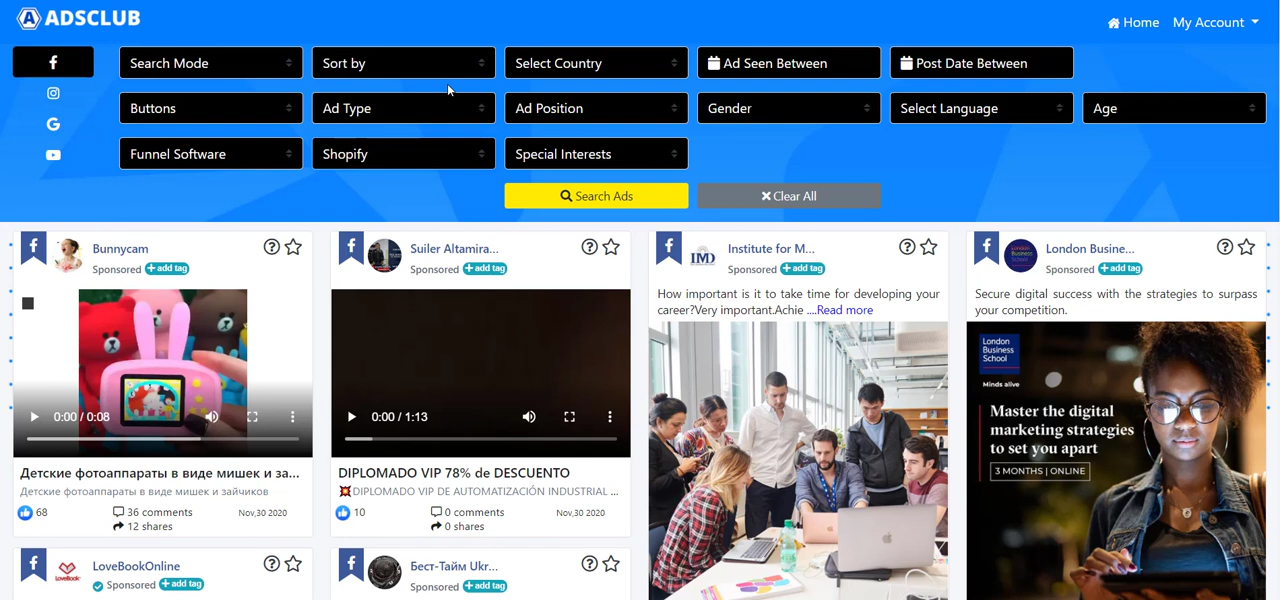 ADSCLUB
Home My Account
Search Mode Sort by Select Country Ad Seen Between Post Date Between
Buttons Ad Type Ad Position Gender Select Language Age
Funnel Software Shopify Special Interests
Search Ads Clear All
Bunnycam
Sponsored add tag
0:00 / 0:08
Детские фотоаппараты в виде мишек и за...
Детские фотоаппараты в виде мишек и зайчиков
68 36 comments
12 shares
Nov,30 2020
Suiler Altamira...
Sponsored add tag
0:00 / 1:13
DIPLOMADO VIP 78% de DESCUENTO
DIPLOMADO VIP DE AUTOMATIZACIÓN INDUSTRIAL ...
10 0 comments
0 shares
Nov,30 2020
IMD
Institute for M...
Sponsored add tag
How important is it to take time for developing your
career?Very important.Achie ....Read more
London Busine...
Sponsored add tag
Secure digital success with the strategies to surpass
your competition.
London
Business
School
Minds alive
Master the digital
marketing strategies
to set you apart
3 MONTHS | ONLINE
LoveBookOnline
Sponsored add tag
Бест-Тайм Ukr...
Sponsored add tag